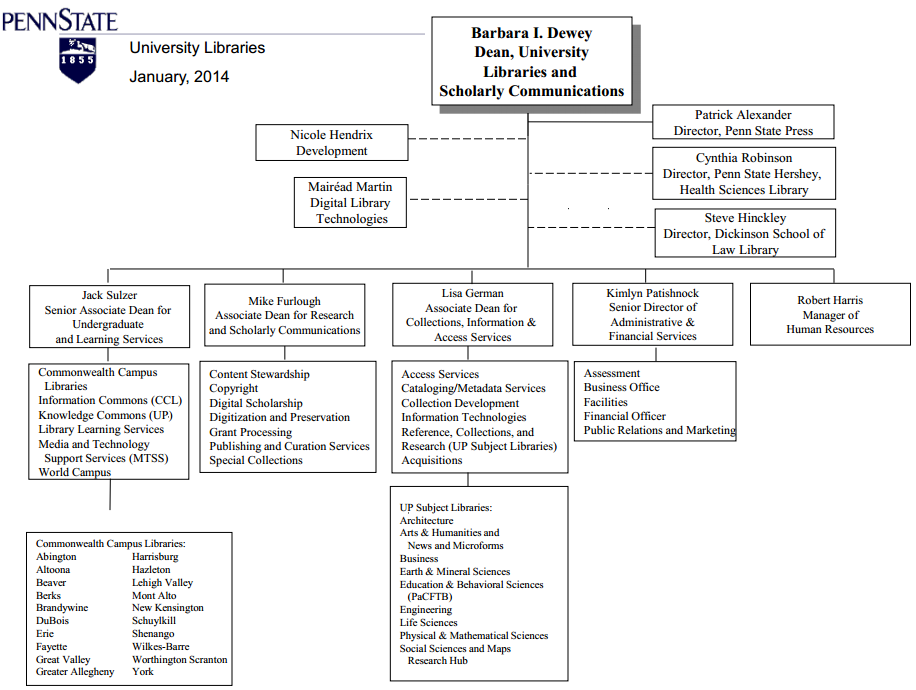 PENNSTATE
1855
University Libraries
January, 2014
Barbara I. Dewey
Dean, University
Libraries and
Scholarly Communications
Nicole Hendrix
Development
Mairéad Martin
Digital Library
Technologies
Patrick Alexander
Director, Penn State Press
Cynthia Robinson
Director, Penn State Hershey,
Health Sciences Library
Steve Hinckley
Director, Dickinson School of
Law Library
Jack Sulzer
Senior Associate Dean for
Undergraduate
and Learning Services
Mike Furlough
Associate Dean for Research
and Scholarly Communications
Lisa German
Associate Dean for
Collections, Information &
Access Services
Kimlyn Patishnock
Senior Director of
Administrative &
Financial Services
Robert Harris
Manager of
Human Resources
Commonwealth Campus
Libraries
Information Commons (CCL)
Knowledge Commons (UP)
Library Learning Services
Media and Technology
Support Services (MTSS)
World Campus
Content Stewardship
Copyright
Digital Scholarship
Digitization and Preservation
Grant Processing
Publishing and Curation Services
Special Collections
Access Services
Cataloging/Metadata Services
Collection Development
Information Technologies
Reference, Collections, and
Research (UP Subject Libraries)
Acquisitions
Assessment
Business Office
Facilities
Financial Officer
Public Relations and Marketing
Commonwealth Campus Libraries:
Abington
Altoona
Beaver
Berks
Brandywine
DuBois
Erie
Fayette
Great Valley
Greater Allegheny
Harrisburg
Hazleton
Lehigh Valley
Mont Alto
New Kensington
Schuylkill
Shenango
Wilkes-Barre
Worthington Scranton
York
UP Subject Libraries:
Architecture
Arts & Humanities and
News and Microforms
Business
Earth & Mineral Sciences
Education & Behavioral Sciences
(PaCFTB)
Engineering
Life Sciences
Physical & Mathematical Sciences
Social Sciences and Maps
Research Hub